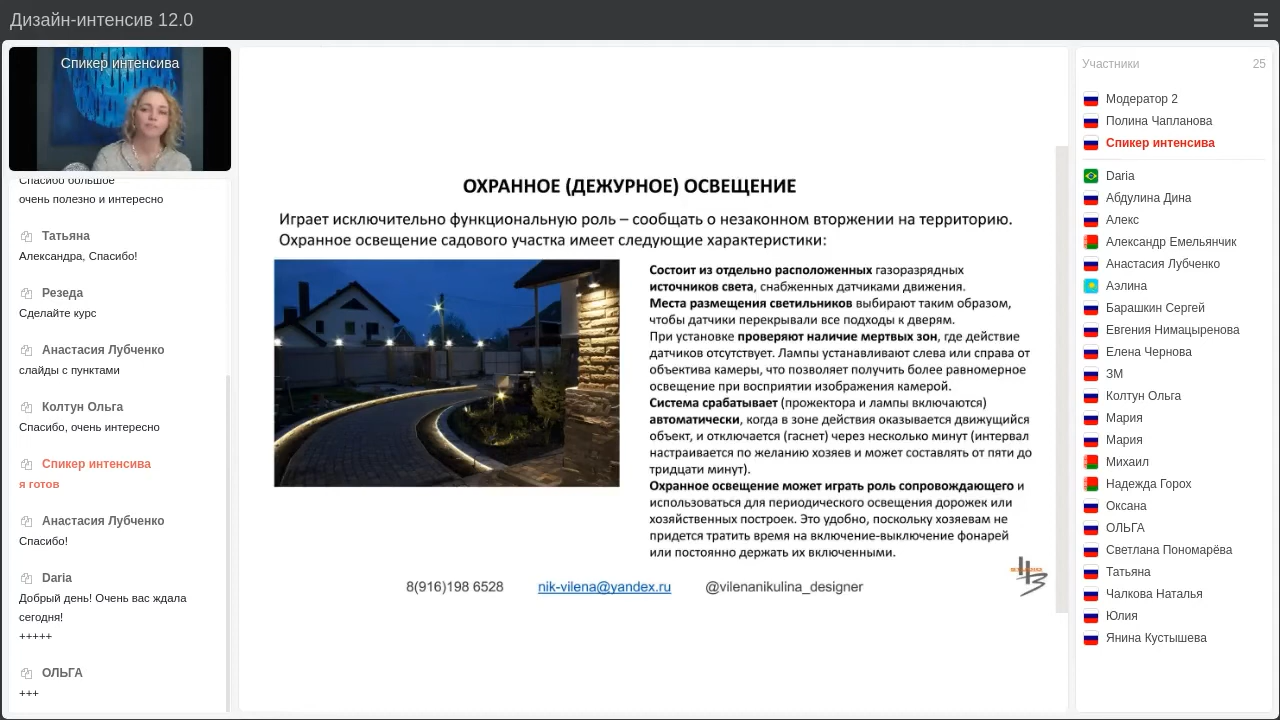 Дизайн-интенсив 12.0
Спикер интенсива
Спасибо большое
очень полезно и интересно
Татьяна
Александра, Спасибо!
Резеда
Сделайте курс
Анастасия Лубченко
слайды с пунктами
Колтун Ольга
Спасибо, очень интересно
Спикер интенсива
я готов
Анастасия Лубченко
Спасибо!
Daria
Добрый день! Очень вас ждала
сегодня!
+++++
ОЛЬГА
+++
ОХРАННОЕ (ДЕЖУРНОЕ) ОСВЕЩЕНИЕ
Играет исключительно функциональную роль – сообщать о незаконном вторжении на территорию.
Охранное освещение садового участка имеет следующие характеристики:
Состоит из отдельно расположенных газоразрядных
источников света, снабженных датчиками движения.
Места размещения светильников выбирают таким образом,
чтобы датчики перекрывали все подходы к дверям.
При установке проверяют наличие мертвых зон, где действие
датчиков отсутствует. Лампы устанавливают слева или справа от
объектива камеры, что позволяет получить более равномерное
освещение при восприятии изображения камерой.
Система срабатывает (прожектора и лампы включаются)
автоматически, когда в зоне действия оказывается движущийся
объект, и отключается (гаснет) через несколько минут (интервал
настраивается по желанию хозяев и может составлять от пяти до
тридцати минут).
Охранное освещение может играть роль сопровождающего и
использоваться для периодического освещения дорожек или
хозяйственных построек. Это удобно, поскольку хозяевам не
придется тратить время на включение-выключение фонарей
или постоянно держать их включенными.
8(916)198 6528 nik-vilena@yandex.ru @vilenanikulina_designer
Участники 25
Модератор 2
Полина Чапланова
Спикер интенсива
Daria
Абдулина Дина
Алекс
Александр Емельянчик
Анастасия Лубченко
Аэлина
Барашкин Сергей
Евгения Нимацыренова
Елена Чернова
ЗМ
Колтун Ольга
Мария
Мария
Михаил
Надежда Горох
Оксана
ОЛЬГА
Светлана Пономарёва
Татьяна
Чалкова Наталья
Юлия
Янина Кустышева